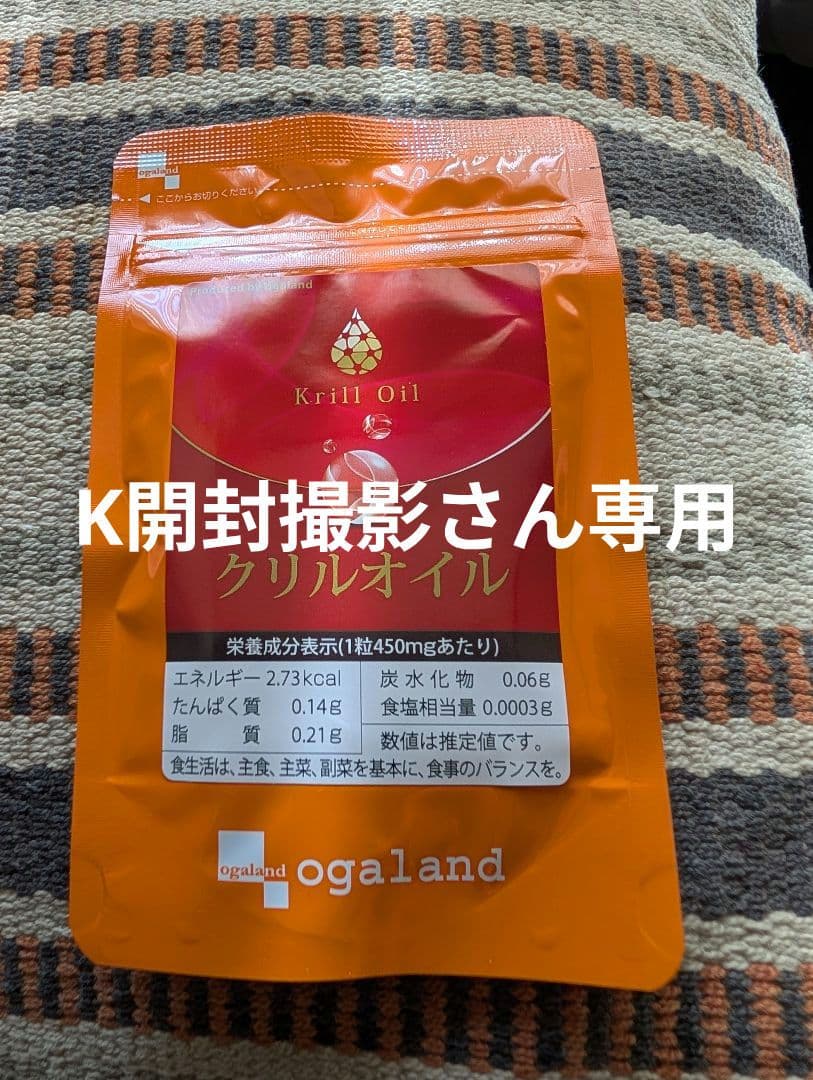 ogaland
ここからお切りください
Produced by ogaland
Krill Oil
K開封撮影さん専用
クリルオイル
栄養成分表示(1粒450mgあたり)
エネルギー 2.73kcal
たんぱく質 0.14g
脂質 0.21g
炭水化物 0.06g
食塩相当量 0.0003g
数値は推定値です。
食生活は、主食、主菜、副菜を基本に、食事のバランスを。
ogaland ogaland